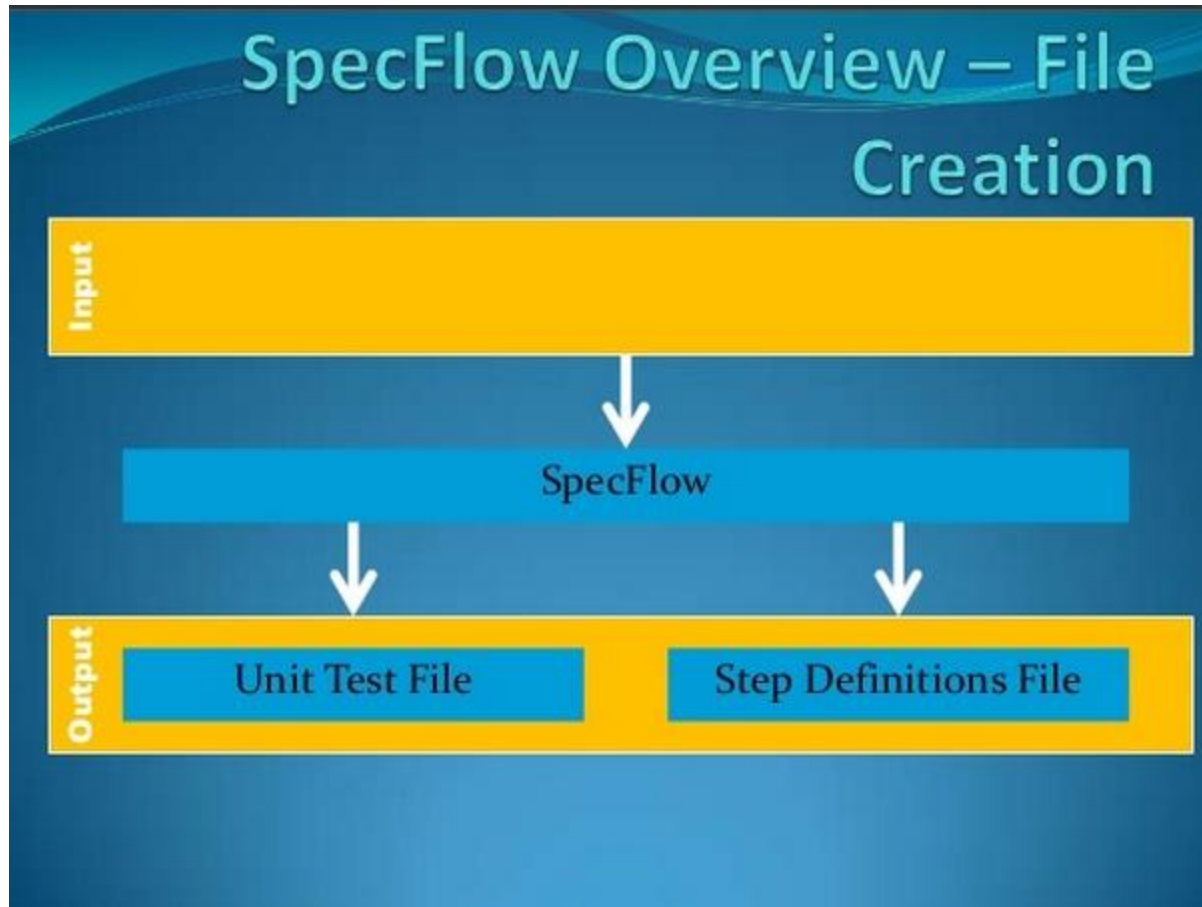 SpecFlow Overview – File
Creation
Input
SpecFlow
Output
Unit Test File
Step Definitions File